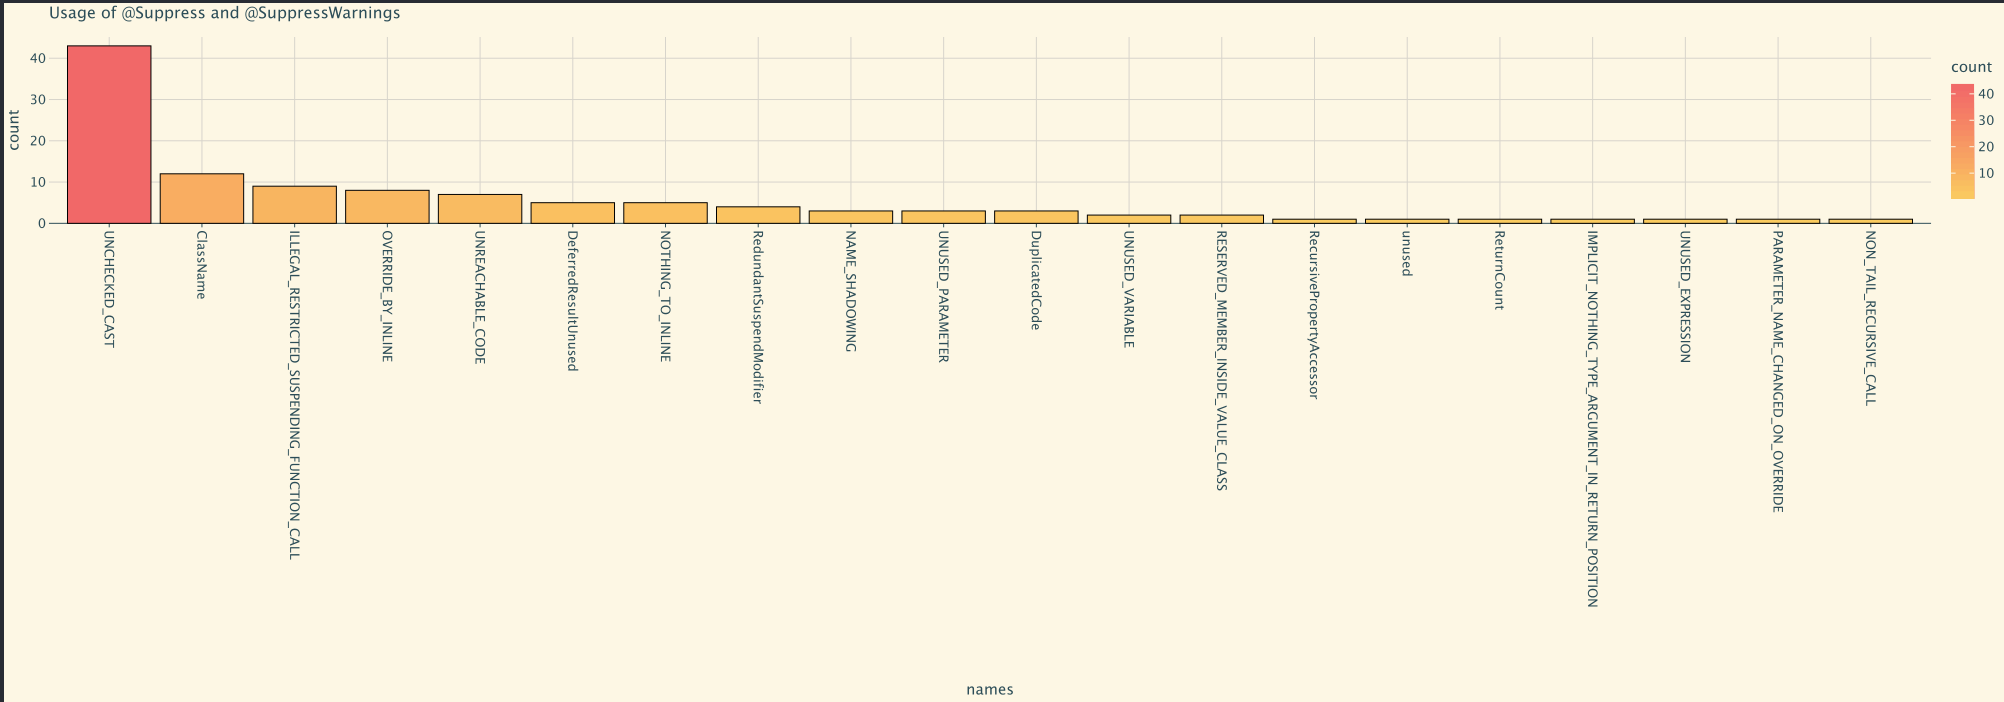 Usage of @Suppress and @SuppressWarnings
count
40
30
20
10
0
UNCHECKED_CAST
ClassName
ILLEGAL_RESTRICTED_SUSPENDING_FUNCTION_CALL
OVERRIDE_BY_INLINE
UNREACHABLE_CODE
DeferredResultUnused
NOTHING_TO_INLINE
RedundantSuspendModifier
NAME_SHADOWING
UNUSED_PARAMETER
DuplicatedCode
UNUSED_VARIABLE
RESERVED_MEMBER_INSIDE_VALUE_CLASS
RecursivePropertyAccessor
unused
ReturnCount
IMPLICIT_NOTHING_TYPE_ARGUMENT_IN_RETURN_POSITION
UNUSED_EXPRESSION
PARAMETER_NAME_CHANGED_ON_OVERRIDE
NON_TAIL_RECURSIVE_CALL
names
count
40
30
20
10